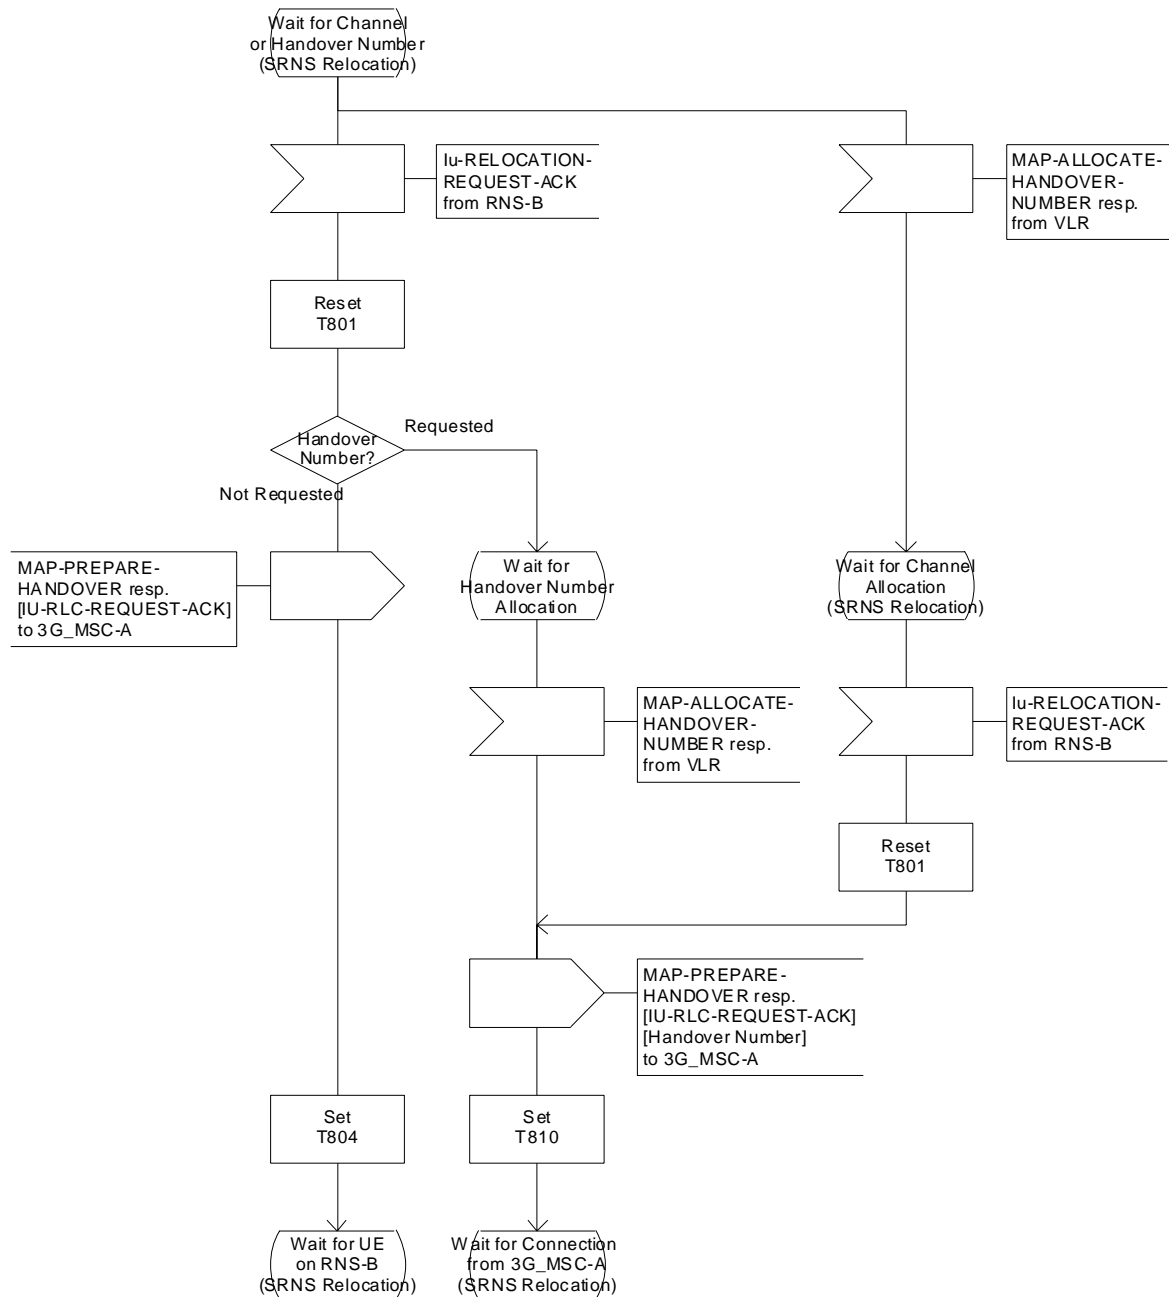 Wait for Channel
or Handover Number
(SRNS Relocation)
Iu-RELOCATION-
REQUEST-ACK
from RNS-B
MAP-ALLOCATE-
HANDOVER-
NUMBER resp.
from VLR
Reset
T801
Handover
Number?
Requested
Not Requested
MAP-PREPARE-
HANDOVER resp.
[IU-RLC-REQUEST-ACK]
to 3G_MSC-A
Wait for
Handover Number
Allocation
Wait for Channel
Allocation
(SRNS Relocation)
MAP-ALLOCATE-
HANDOVER-
NUMBER resp.
from VLR
Iu-RELOCATION-
REQUEST-ACK
from RNS-B
Reset
T801
MAP-PREPARE-
HANDOVER resp.
[IU-RLC-REQUEST-ACK]
[Handover Number]
to 3G_MSC-A
Set
T804
Set
T810
Wait for UE
on RNS-B
(SRNS Relocation)
Wait for Connection
from 3G_MSC-A
(SRNS Relocation)